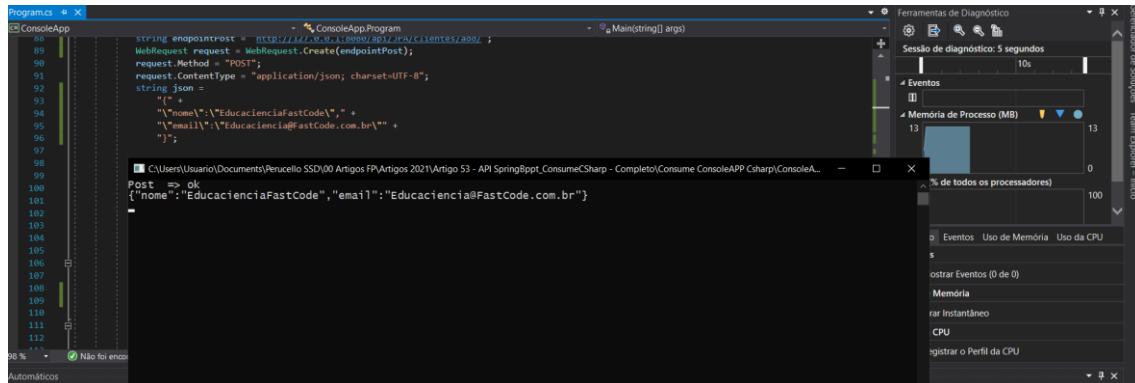 Program.cs
ConsoleApp
ConsoleApp.Program
Main(string[] args)
88 string endpointPost = "http://127.0.0.1:8080/api/JPA/clientes/add/";
89 WebRequest request = WebRequest.Create(endpointPost);
90 request.Method = "POST";
91 request.ContentType = "application/json; charset=UTF-8";
92 string json =
93 "{" +
94 "\"nome\":\"EducacienciaFastCode\"," +
95 "\"email\":\"Educaciencia@FastCode.com.br\"" +
96 "}";
97
98
99
100
101
102
103
104
105
106
107
108
109
110
111
112
98 %
Não foi encon
Automáticos
C:\Users\Usuario\Documents\Perucello SSD\00 Artigos FP\Artigos 2021\Artigo 53 - API SpringBppt_ConsumeCSharp - Completo\Consume ConsoleAPP Csharp\ConsoleA...
Post => ok
{"nome":"EducacienciaFastCode","email":"Educaciencia@FastCode.com.br"}
Ferramentas de Diagnóstico
Sessão de diagnóstico: 5 segundos
10s
Eventos
Memória de Processo (MB)
13 13
0
% de todos os processadores)
100
o Eventos Uso de Memória Uso da CPU
s
ostrar Eventos (0 de 0)
Memória
rar Instantâneo
CPU
egistrar o Perfil da CPU
Gerenciador de Soluções
Team Explorer – Início